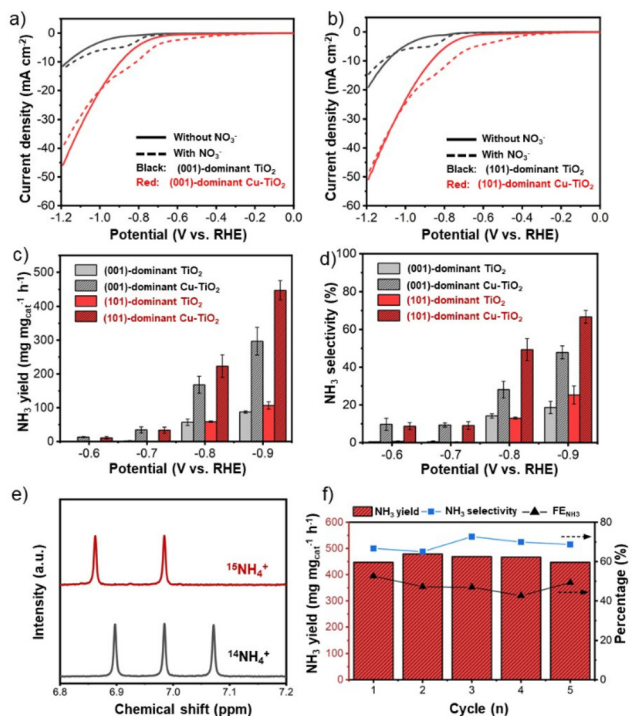 a)
0
-10
-20
-30
-40
-50
-60
Current density (mA cm⁻²)
Without NO₃⁻
With NO₃⁻
Black: (001)-dominant TiO₂
Red: (001)-dominant Cu-TiO₂
-1.2 -1.0 -0.8 -0.6 -0.4 -0.2 0.0
Potential (V vs. RHE)
b)
0
-10
-20
-30
-40
-50
-60
Current density (mA cm⁻²)
Without NO₃⁻
With NO₃⁻
Black: (101)-dominant TiO₂
Red: (101)-dominant Cu-TiO₂
-1.2 -1.0 -0.8 -0.6 -0.4 -0.2 0.0
Potential (V vs. RHE)
c)
500
400
300
200
100
0
NH₃ yield (mg mg꜀ₐₜ⁻¹ h⁻¹)
(001)-dominant TiO₂
(001)-dominant Cu-TiO₂
(101)-dominant TiO₂
(101)-dominant Cu-TiO₂
-0.6 -0.7 -0.8 -0.9
Potential (V vs. RHE)
d)
100
80
60
40
20
0
NH₃ selectivity (%)
(001)-dominant TiO₂
(001)-dominant Cu-TiO₂
(101)-dominant TiO₂
(101)-dominant Cu-TiO₂
-0.6 -0.7 -0.8 -0.9
Potential (V vs. RHE)
e)
Intensity (a.u.)
¹⁵NH₄⁺
¹⁴NH₄⁺
6.8 6.9 7.0 7.1 7.2
Chemical shift (ppm)
f)
NH₃ yield NH₃ selectivity FE_NH3
600
500
400
300
200
100
0
NH₃ yield (mg mg꜀ₐₜ⁻¹ h⁻¹)
80
60
40
20
0
Percentage (%)
1 2 3 4 5
Cycle (n)